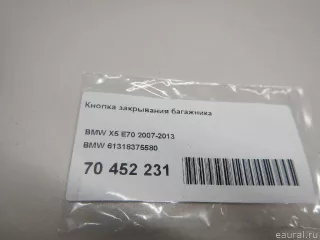 Кнопка закрывания багажника
BMW X5 E70 2007-2013
BMW 61318375580
70 452 231
eaural.ru